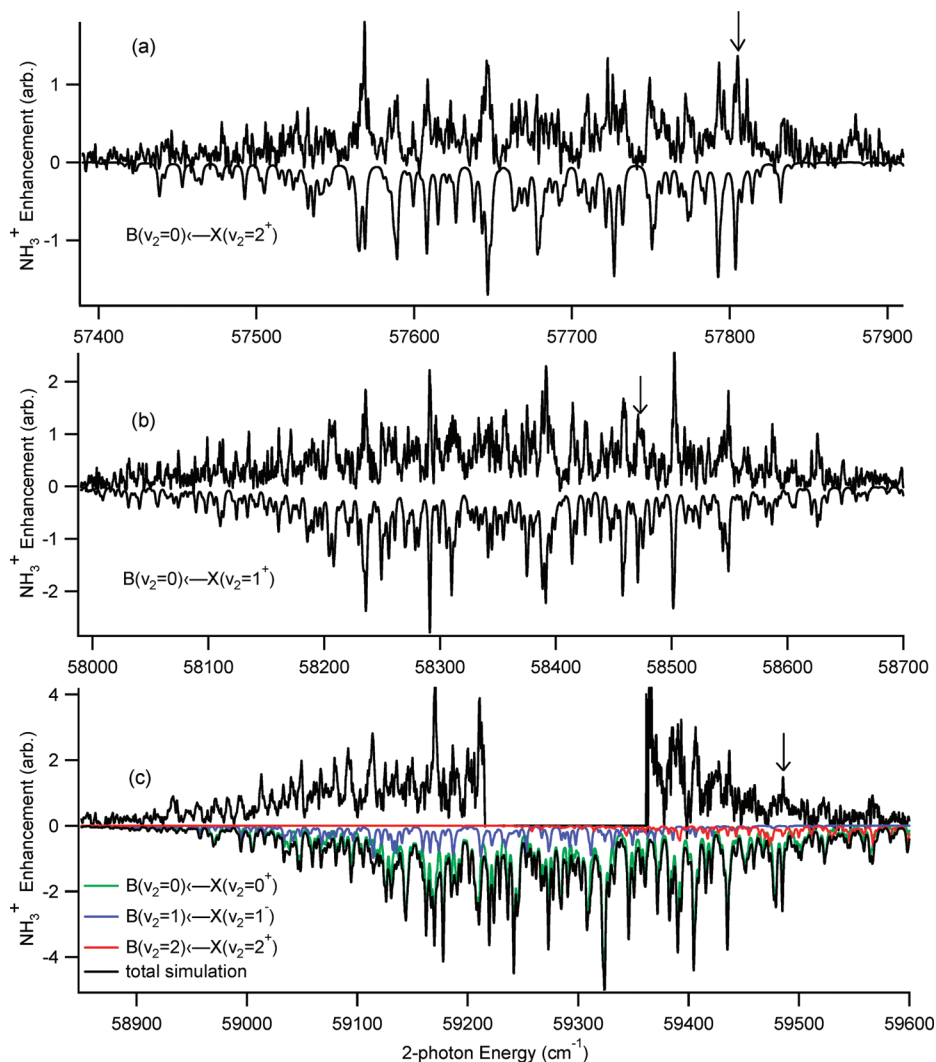 (a)
NH₃⁺ Enhancement (arb.)
1
0
-1
B(v₂=0)‹—X(v₂=2⁺)
57400 57500 57600 57700 57800 57900
(b)
NH₃⁺ Enhancement (arb.)
2
1
0
-1
-2
B(v₂=0)‹—X(v₂=1⁺)
58000 58100 58200 58300 58400 58500 58600 58700
(c)
NH₃⁺ Enhancement (arb.)
4
2
0
-2
-4
B(v₂=0)‹—X(v₂=0⁺)
B(v₂=1)‹—X(v₂=1⁻)
B(v₂=2)‹—X(v₂=2⁺)
total simulation
58900 59000 59100 59200 59300 59400 59500 59600
2-photon Energy (cm⁻¹)